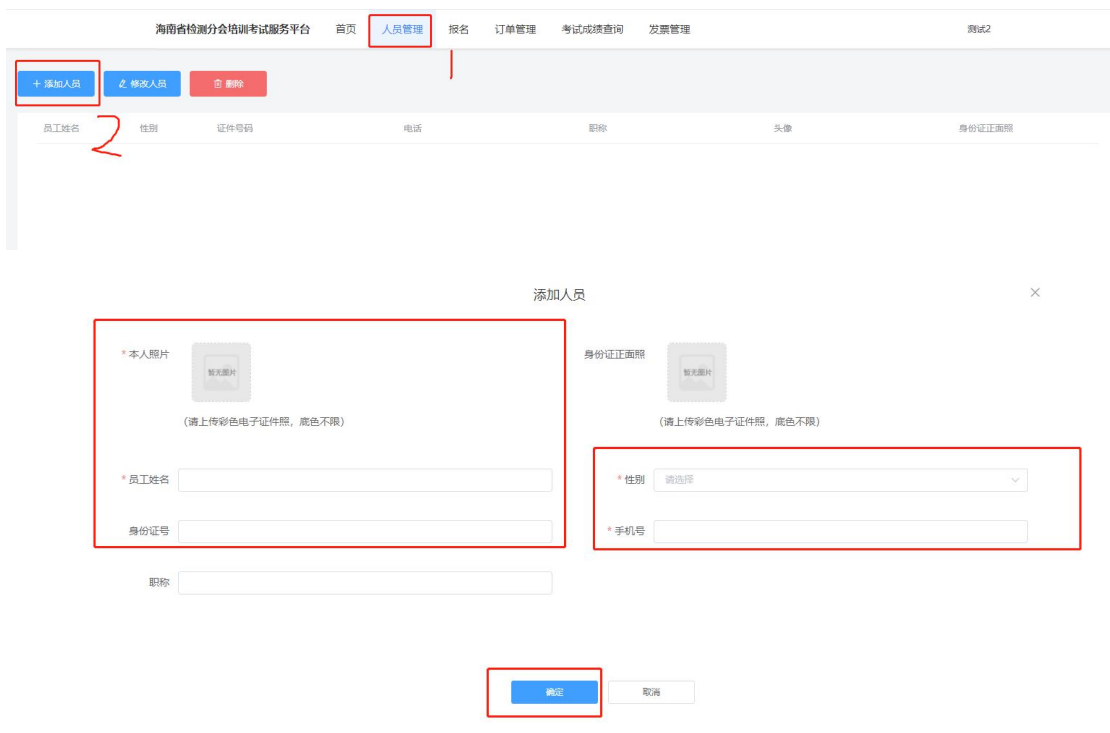 海南省检测分会培训考试服务平台 首页 人员管理 报名 订单管理 考试成绩查询 发票管理 测试2
1
+ 添加人员 修改人员 删除
员工姓名 性别 证件号码 电话 职称 头像 身份证正面照
2
添加人员 ×
* 本人照片 暂无图片 身份证正面照 暂无图片
(请上传彩色电子证件照，底色不限) (请上传彩色电子证件照，底色不限)
* 员工姓名 * 性别 请选择
身份证号 * 手机号
职称
确定 取消